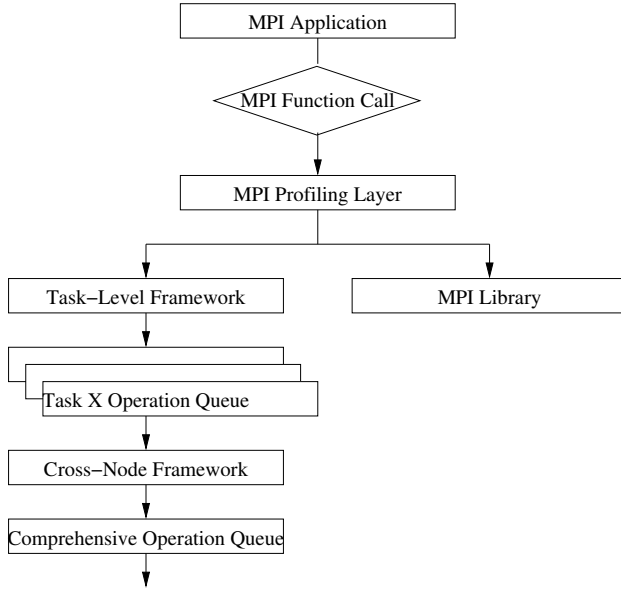 MPI Application
MPI Function Call
MPI Profiling Layer
Task−Level Framework
MPI Library
Task X Operation Queue
Cross−Node Framework
Comprehensive Operation Queue